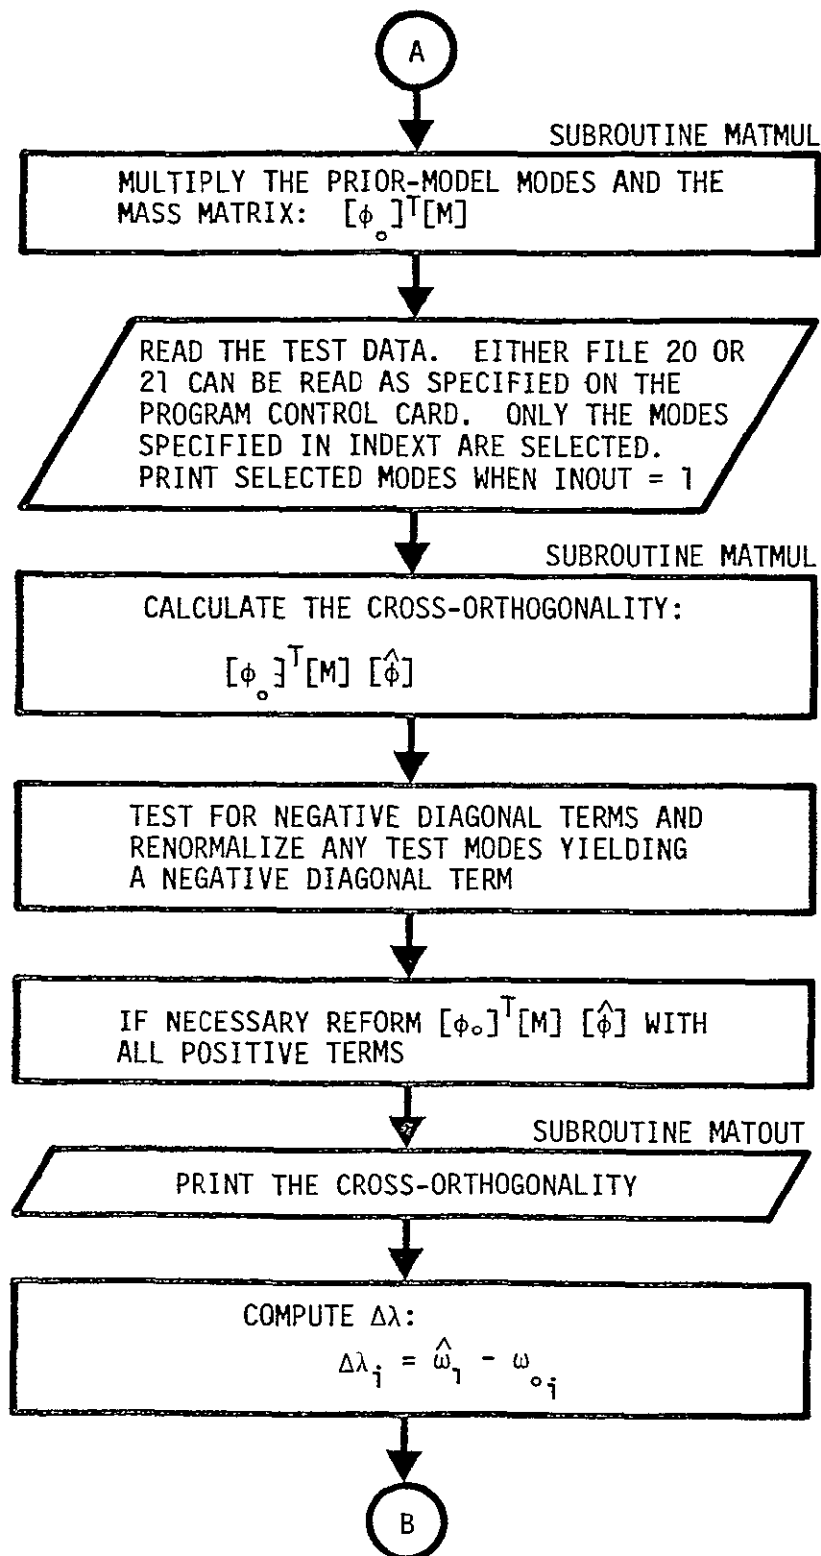 A
SUBROUTINE MATMUL
MULTIPLY THE PRIOR-MODEL MODES AND THE
MASS MATRIX: [ϕ₀]ᵀ[M]
READ THE TEST DATA. EITHER FILE 20 OR
21 CAN BE READ AS SPECIFIED ON THE
PROGRAM CONTROL CARD. ONLY THE MODES
SPECIFIED IN INDEXT ARE SELECTED.
PRINT SELECTED MODES WHEN INOUT = 1
SUBROUTINE MATMUL
CALCULATE THE CROSS-ORTHOGONALITY:
[ϕ₀]ᵀ[M] [ϕ̂]
TEST FOR NEGATIVE DIAGONAL TERMS AND
RENORMALIZE ANY TEST MODES YIELDING
A NEGATIVE DIAGONAL TERM
IF NECESSARY REFORM [ϕ₀]ᵀ[M] [ϕ̂] WITH
ALL POSITIVE TERMS
SUBROUTINE MATOUT
PRINT THE CROSS-ORTHOGONALITY
COMPUTE Δλ:
Δλᵢ = ω̂ᵢ - ω₀ᵢ
B